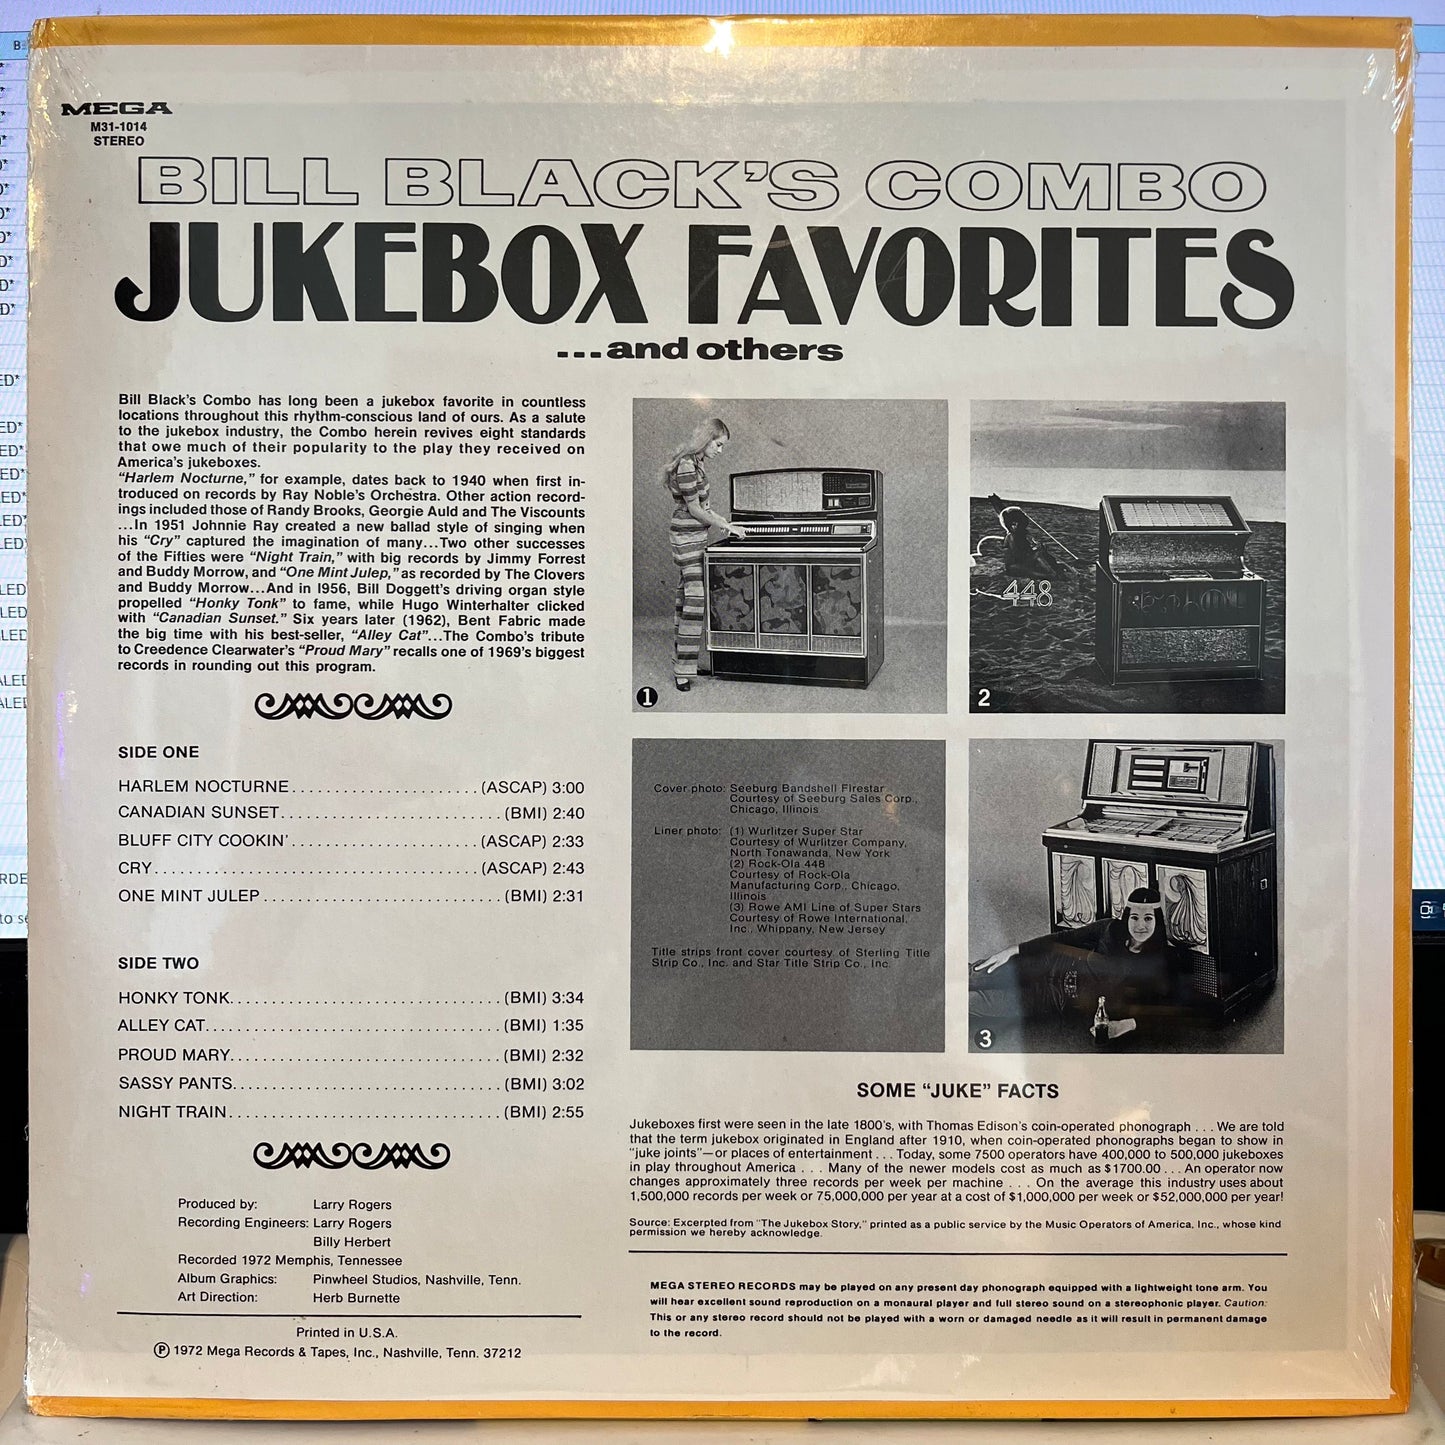 MEGA
M31-1014
STEREO
BILL BLACK'S COMBO
JUKEBOX FAVORITES
...and others
Bill Black's Combo has long been a jukebox favorite in countless
locations throughout this rhythm-conscious land of ours. As a salute
to the jukebox industry, the Combo herein revives eight standards
that owe much of their popularity to the play they received on
America's jukeboxes.
"Harlem Nocturne," for example, dates back to 1940 when first in-
troduced on records by Ray Noble's Orchestra. Other action record-
ings included those of Randy Brooks, Georgie Auld and The Viscounts
...In 1951 Johnnie Ray created a new ballad style of singing when
his "Cry" captured the imagination of many...Two other successes
of the Fifties were "Night Train," with big records by Jimmy Forrest
and Buddy Morrow, and "One Mint Julep," as recorded by The Clovers
and Buddy Morrow...And in 1956, Bill Doggett's driving organ style
propelled "Honky Tonk" to fame, while Hugo Winterhalter clicked
with "Canadian Sunset." Six years later (1962), Bent Fabric made
the big time with his best-seller, "Alley Cat"...The Combo's tribute
to Creedence Clearwater's "Proud Mary" recalls one of 1969's biggest
records in rounding out this program.
SIDE ONE
HARLEM NOCTURNE.....................(ASCAP) 3:00
CANADIAN SUNSET.........................(BMI) 2:40
BLUFF CITY COOKIN'.....................(ASCAP) 2:33
CRY....................................(ASCAP) 2:43
ONE MINT JULEP...........................(BMI) 2:31
SIDE TWO
HONKY TONK..............................(BMI) 3:34
ALLEY CAT.................................(BMI) 1:35
PROUD MARY..............................(BMI) 2:32
SASSY PANTS..............................(BMI) 3:02
NIGHT TRAIN..............................(BMI) 2:55
Produced by: Larry Rogers
Recording Engineers: Larry Rogers
Billy Herbert
Recorded 1972 Memphis, Tennessee
Album Graphics: Pinwheel Studios, Nashville, Tenn.
Art Direction: Herb Burnette
Printed in U.S.A.
Ⓟ 1972 Mega Records & Tapes, Inc., Nashville, Tenn. 37212
1
448
2
Cover photo: Seeburg Bandshell Firestar
Courtesy of Seeburg Sales Corp.,
Chicago, Illinois
Liner photo: (1) Wurlitzer Super Star
Courtesy of Wurlitzer Company,
North Tonawanda, New York
(2) Rock-Ola 448
Courtesy of Rock-Ola
Manufacturing Corp., Chicago,
Illinois
(3) Rowe AMI Line of Super Stars
Courtesy of Rowe International,
Inc., Whippany, New Jersey
Title strips front cover courtesy of Sterling Title
Strip Co., Inc. and Star Title Strip Co., Inc.
3
SOME "JUKE" FACTS
Jukeboxes first were seen in the late 1800's, with Thomas Edison's coin-operated phonograph . . . We are told
that the term jukebox originated in England after 1910, when coin-operated phonographs began to show in
"juke joints"—or places of entertainment . . . Today, some 7500 operators have 400,000 to 500,000 jukeboxes
in play throughout America . . . Many of the newer models cost as much as $1700.00 . . . An operator now
changes approximately three records per week per machine . . . On the average this industry uses about
1,500,000 records per week or 75,000,000 per year at a cost of $1,000,000 per week or $52,000,000 per year!
Source: Excerpted from "The Jukebox Story," printed as a public service by the Music Operators of America, Inc., whose kind
permission we hereby acknowledge.
MEGA STEREO RECORDS may be played on any present day phonograph equipped with a lightweight tone arm. You
will hear excellent sound reproduction on a monaural player and full stereo sound on a stereophonic player. Caution:
This or any stereo record should not be played with a worn or damaged needle as it will result in permanent damage
to the record.